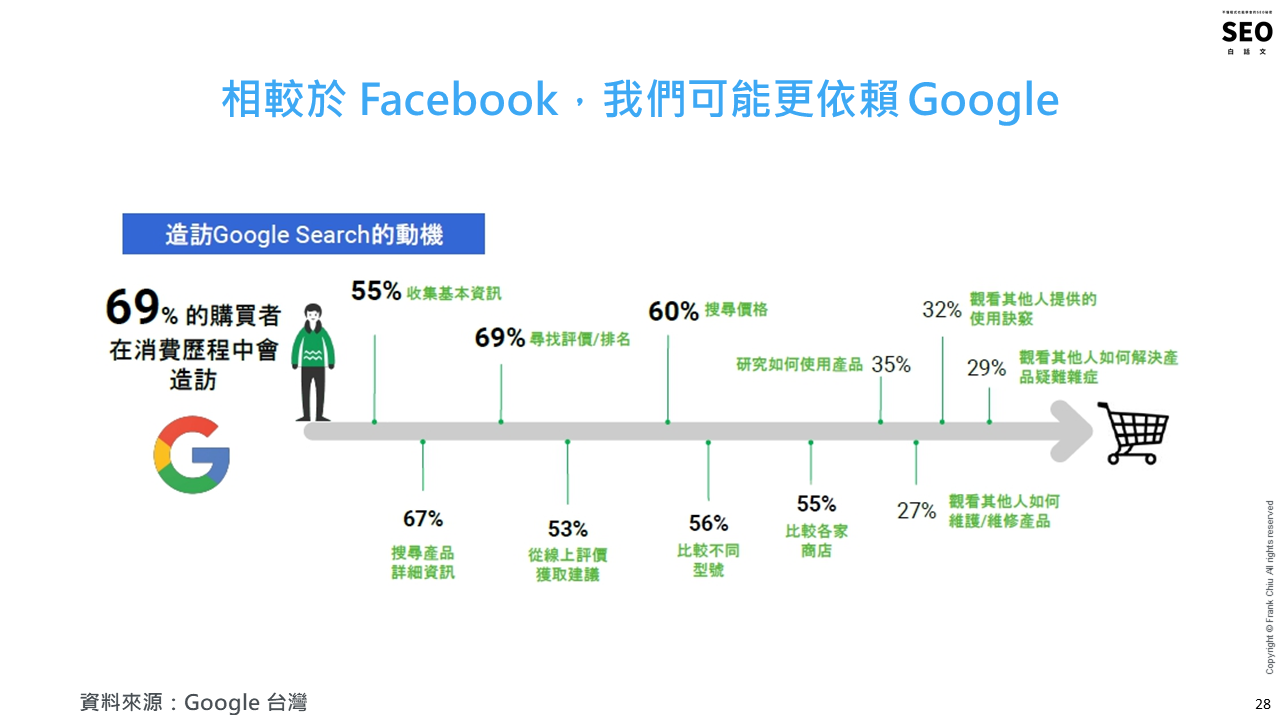 SEO
白話文
相較於 Facebook，我們可能更依賴 Google
造訪Google Search的動機
69% 的購買者
在消費歷程中會
造訪
55% 收集基本資訊
69% 尋找評價/排名
60% 搜尋價格
研究如何使用產品 35%
32% 觀看其他人提供的
使用訣竅
29% 觀看其他人如何解決產
品疑難雜症
67%
搜尋產品
詳細資訊
53%
從線上評價
獲取建議
56%
比較不同
型號
55%
比較各家
商店
27% 觀看其他人如何
維護/維修產品
Copyright © Frank Chiu All rights reserved
資料來源：Google 台灣
28